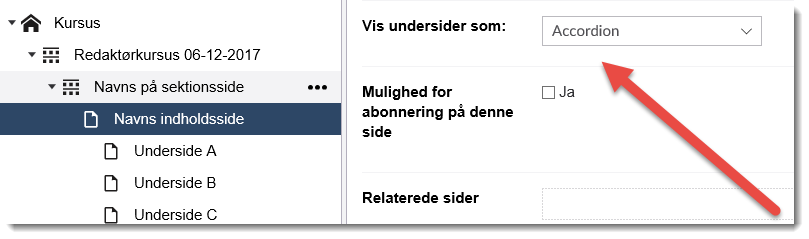 Kursus
Redaktørkursus 06-12-2017
Navns på sektionsside
Navns indholdsside
Underside A
Underside B
Underside C
Vis undersider som:
Accordion
Mulighed for
abonnering på denne
side
Ja
Relaterede sider